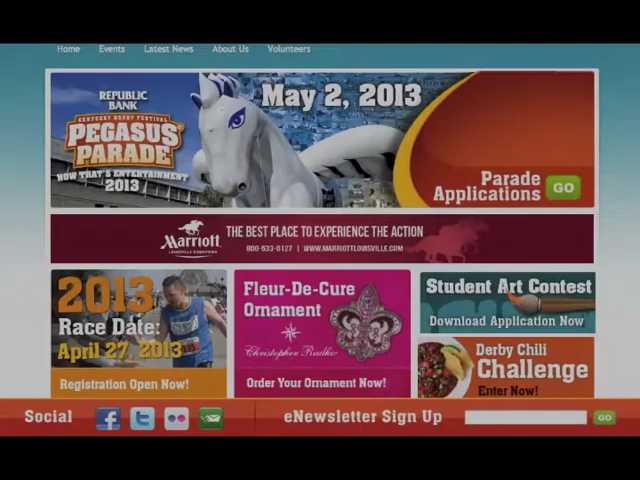 Home Events Latest News About Us Volunteers
REPUBLIC
BANK
KENTUCKY DERBY FESTIVAL
PEGASUS
PARADE
NOW THAT'S ENTERTAINMENT
2013
May 2, 2013
Parade
Applications GO
Marriott
LOUISVILLE DOWNTOWN
THE BEST PLACE TO EXPERIENCE THE ACTION
800-533-0127 | WWW.MARRIOTTLOUISVILLE.COM
2013
Race Date:
April 27, 2013
Registration Open Now!
Fleur-De-Cure
Ornament
Christopher Radko
Order Your Ornament Now!
Student Art Contest
Download Application Now
Derby Chili
Challenge
Enter Now!
Social
eNewsletter Sign Up GO